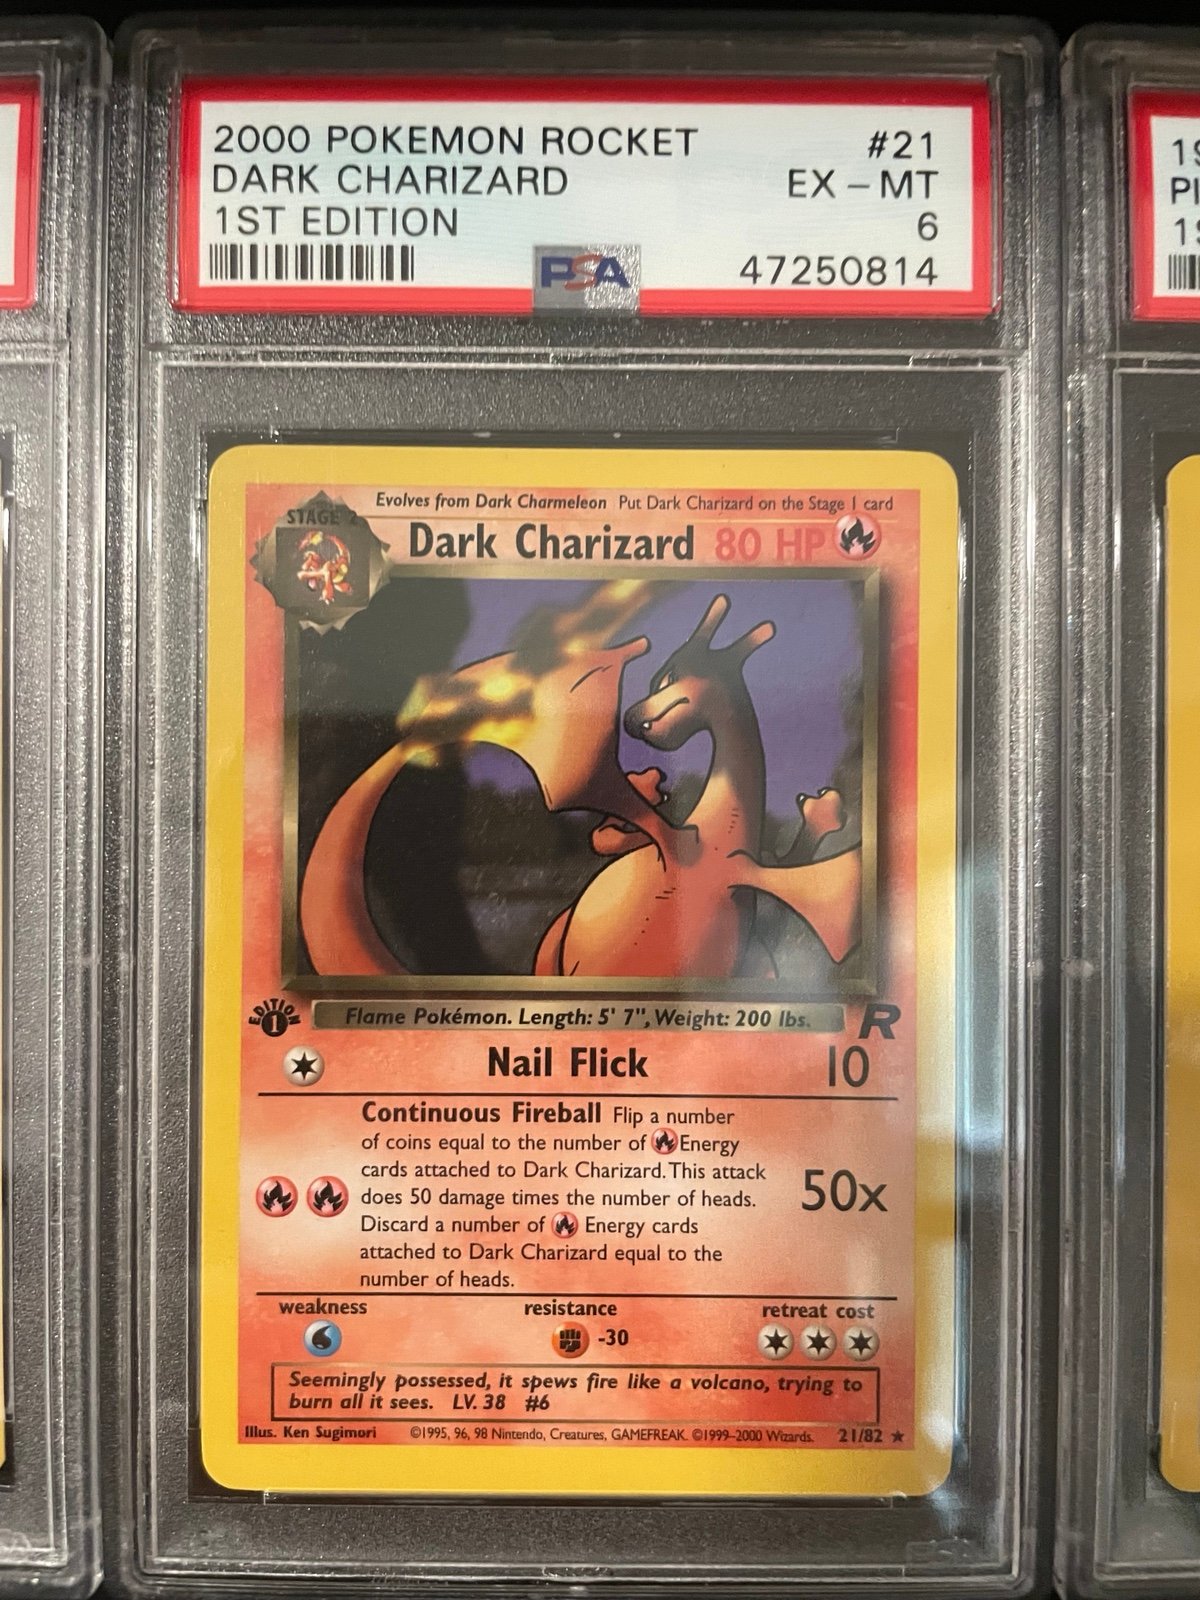 2000 POKEMON ROCKET #21
DARK CHARIZARD EX - MT
1ST EDITION 6
PSA 47250814
Evolves from Dark Charmeleon Put Dark Charizard on the Stage 1 card
STAGE 2
Dark Charizard 80 HP
EDITION 1
Flame Pokémon. Length: 5' 7", Weight: 200 lbs.
R
Nail Flick 10
Continuous Fireball Flip a number
of coins equal to the number of Energy
cards attached to Dark Charizard. This attack
does 50 damage times the number of heads.
Discard a number of Energy cards
attached to Dark Charizard equal to the
number of heads.
50x
weakness resistance retreat cost
-30
Seemingly possessed, it spews fire like a volcano, trying to
burn all it sees. LV. 38 #6
Illus. Ken Sugimori ©1995, 96, 98 Nintendo, Creatures, GAMEFREAK. ©1999-2000 Wizards. 21/82 ★